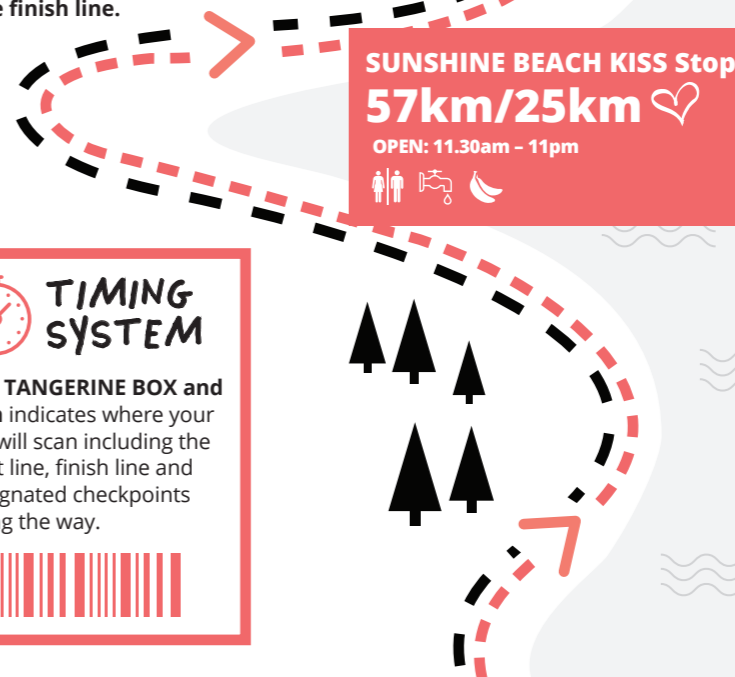 finish line.
SUNSHINE BEACH KISS Stop
57km/25km
OPEN: 11.30am – 11pm
TIMING
SYSTEM
TANGERINE BOX and
indicates where your
will scan including the
line, finish line and
checkpoints
the way.